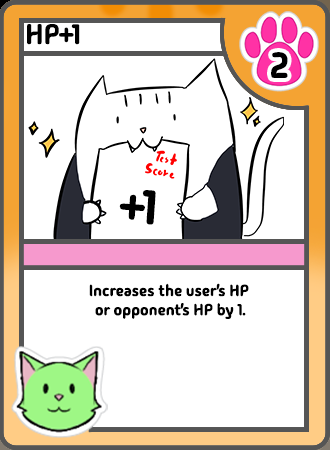 HP+1
2
Test
Score
+1
Increases the user's HP
or opponent's HP by 1.